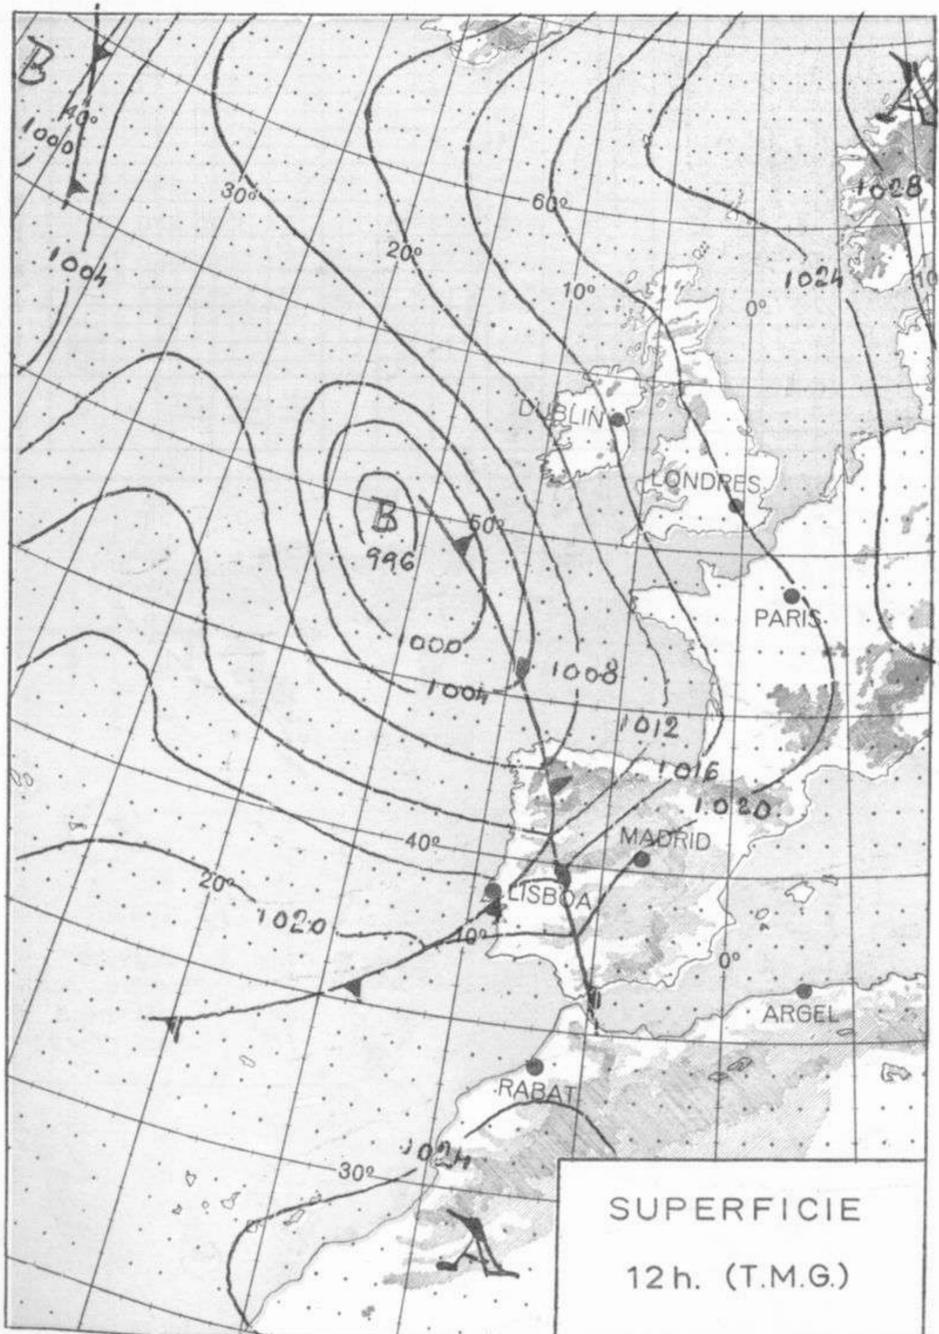 B
A
40°
1000
1028
30°
60°
20°
1004
1024
10°
10°
0°
DUBLIN
LONDRES
B
50°
996
PARIS
1000
1008
1004
1012
1016
1020
MADRID
40°
20°
LISBOA
1020
10°
0°
ARGEL
RABAT
1024
30°
A
SUPERFICIE
12h. (T.M.G.)